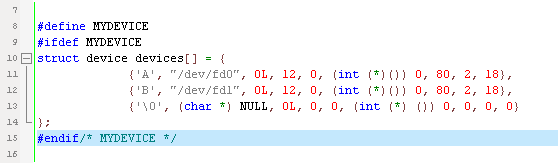 7
8 #define MYDEVICE
9 #ifdef MYDEVICE
10 struct device devices[] = {
11 {'A', "/dev/fd0", 0L, 12, 0, (int (*)()) 0, 80, 2, 18},
12 {'B', "/dev/fd1", 0L, 12, 0, (int (*)()) 0, 80, 2, 18},
13 {'\0', (char *) NULL, 0L, 0, 0, (int (*) ()) 0, 0, 0, 0}
14 };
15 #endif/* MYDEVICE */
16